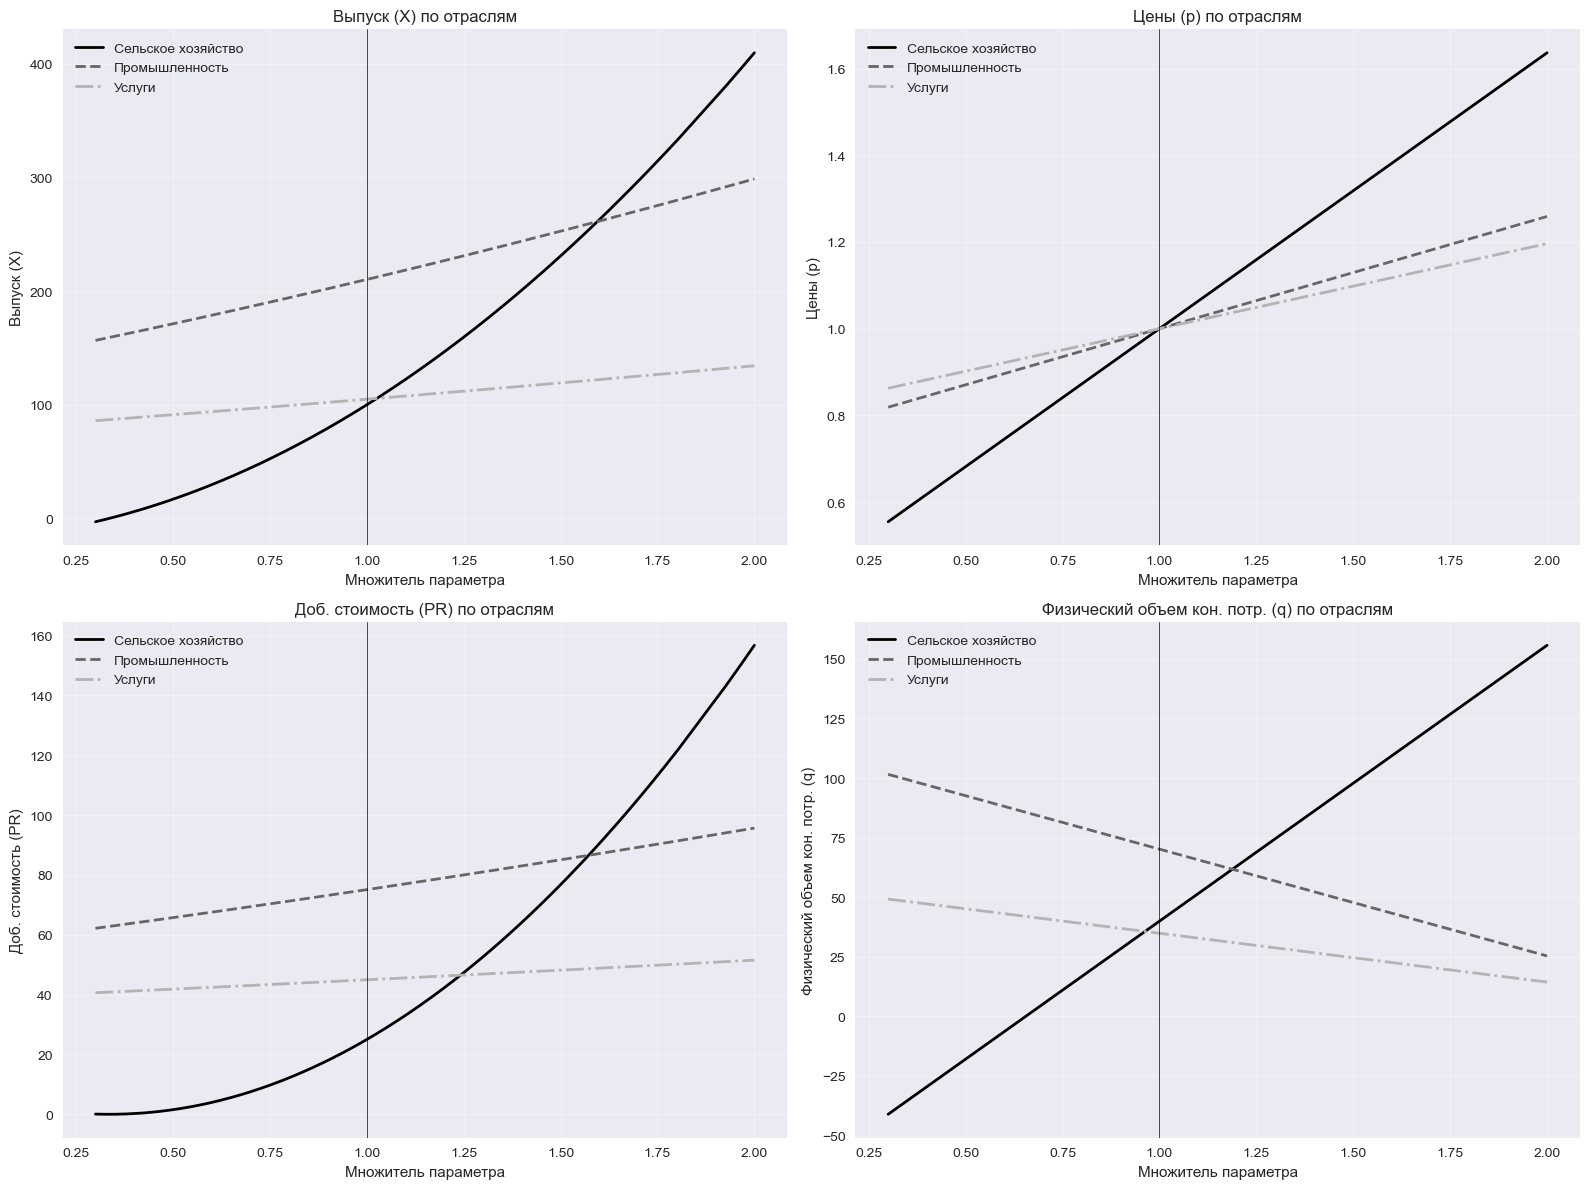 Выпуск (X) по отраслям
Сельское хозяйство
Промышленность
Услуги
Выпуск (X)
400
300
200
100
0
0.25 0.50 0.75 1.00 1.25 1.50 1.75 2.00
Множитель параметра
Цены (p) по отраслям
Сельское хозяйство
Промышленность
Услуги
Цены (p)
1.6
1.4
1.2
1.0
0.8
0.6
0.25 0.50 0.75 1.00 1.25 1.50 1.75 2.00
Множитель параметра
Доб. стоимость (PR) по отраслям
Сельское хозяйство
Промышленность
Услуги
Доб. стоимость (PR)
160
140
120
100
80
60
40
20
0
0.25 0.50 0.75 1.00 1.25 1.50 1.75 2.00
Множитель параметра
Физический объем кон. потр. (q) по отраслям
Сельское хозяйство
Промышленность
Услуги
Физический объем кон. потр. (q)
150
125
100
75
50
25
0
−25
−50
0.25 0.50 0.75 1.00 1.25 1.50 1.75 2.00
Множитель параметра